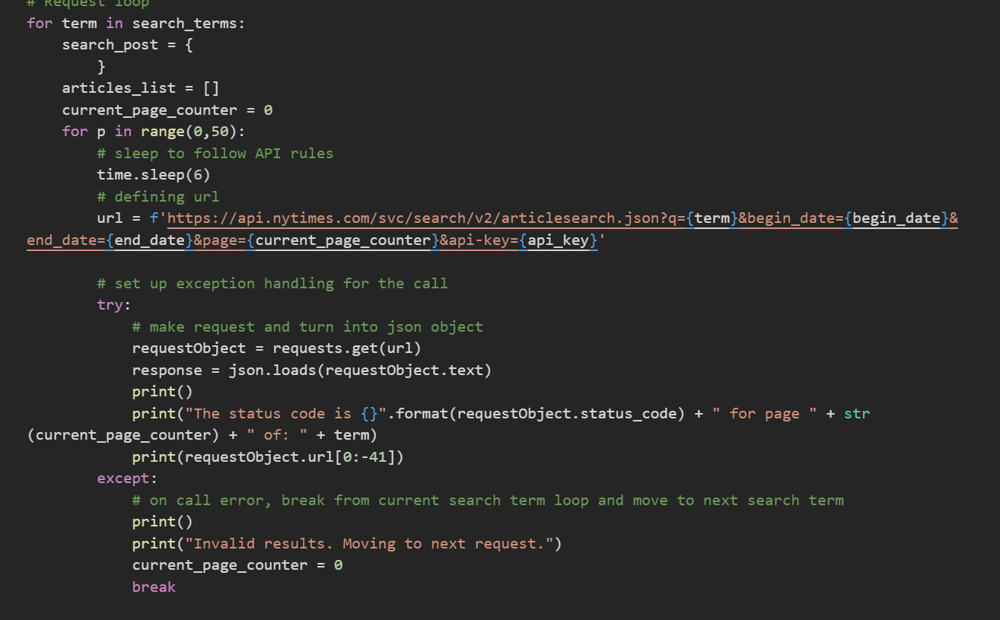 # Request loop
for term in search_terms:
    search_post = {
        }
    articles_list = []
    current_page_counter = 0
    for p in range(0,50):
        # sleep to follow API rules
        time.sleep(6)
        # defining url
        url = f'https://api.nytimes.com/svc/search/v2/articlesearch.json?q={term}&begin_date={begin_date}&
end_date={end_date}&page={current_page_counter}&api-key={api_key}'
        # set up exception handling for the call
        try:
            # make request and turn into json object
            requestObject = requests.get(url)
            response = json.loads(requestObject.text)
            print()
            print("The status code is {}".format(requestObject.status_code) + " for page " + str
(current_page_counter) + " of: " + term)
            print(requestObject.url[0:-41])
        except:
            # on call error, break from current search term loop and move to next search term
            print()
            print("Invalid results. Moving to next request.")
            current_page_counter = 0
            break